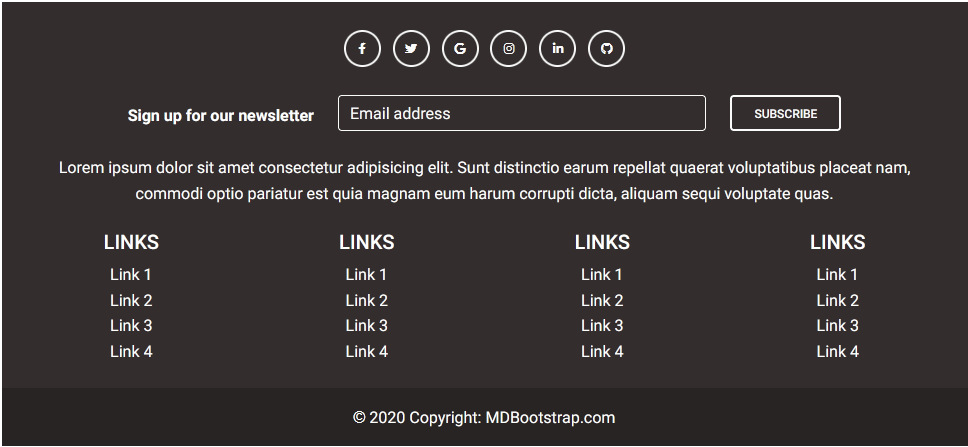 Sign up for our newsletter Email address SUBSCRIBE
Lorem ipsum dolor sit amet consectetur adipisicing elit. Sunt distinctio earum repellat quaerat voluptatibus placeat nam,
commodi optio pariatur est quia magnam eum harum corrupti dicta, aliquam sequi voluptate quas.
LINKS LINKS LINKS LINKS
Link 1 Link 1 Link 1 Link 1
Link 2 Link 2 Link 2 Link 2
Link 3 Link 3 Link 3 Link 3
Link 4 Link 4 Link 4 Link 4
© 2020 Copyright: MDBootstrap.com